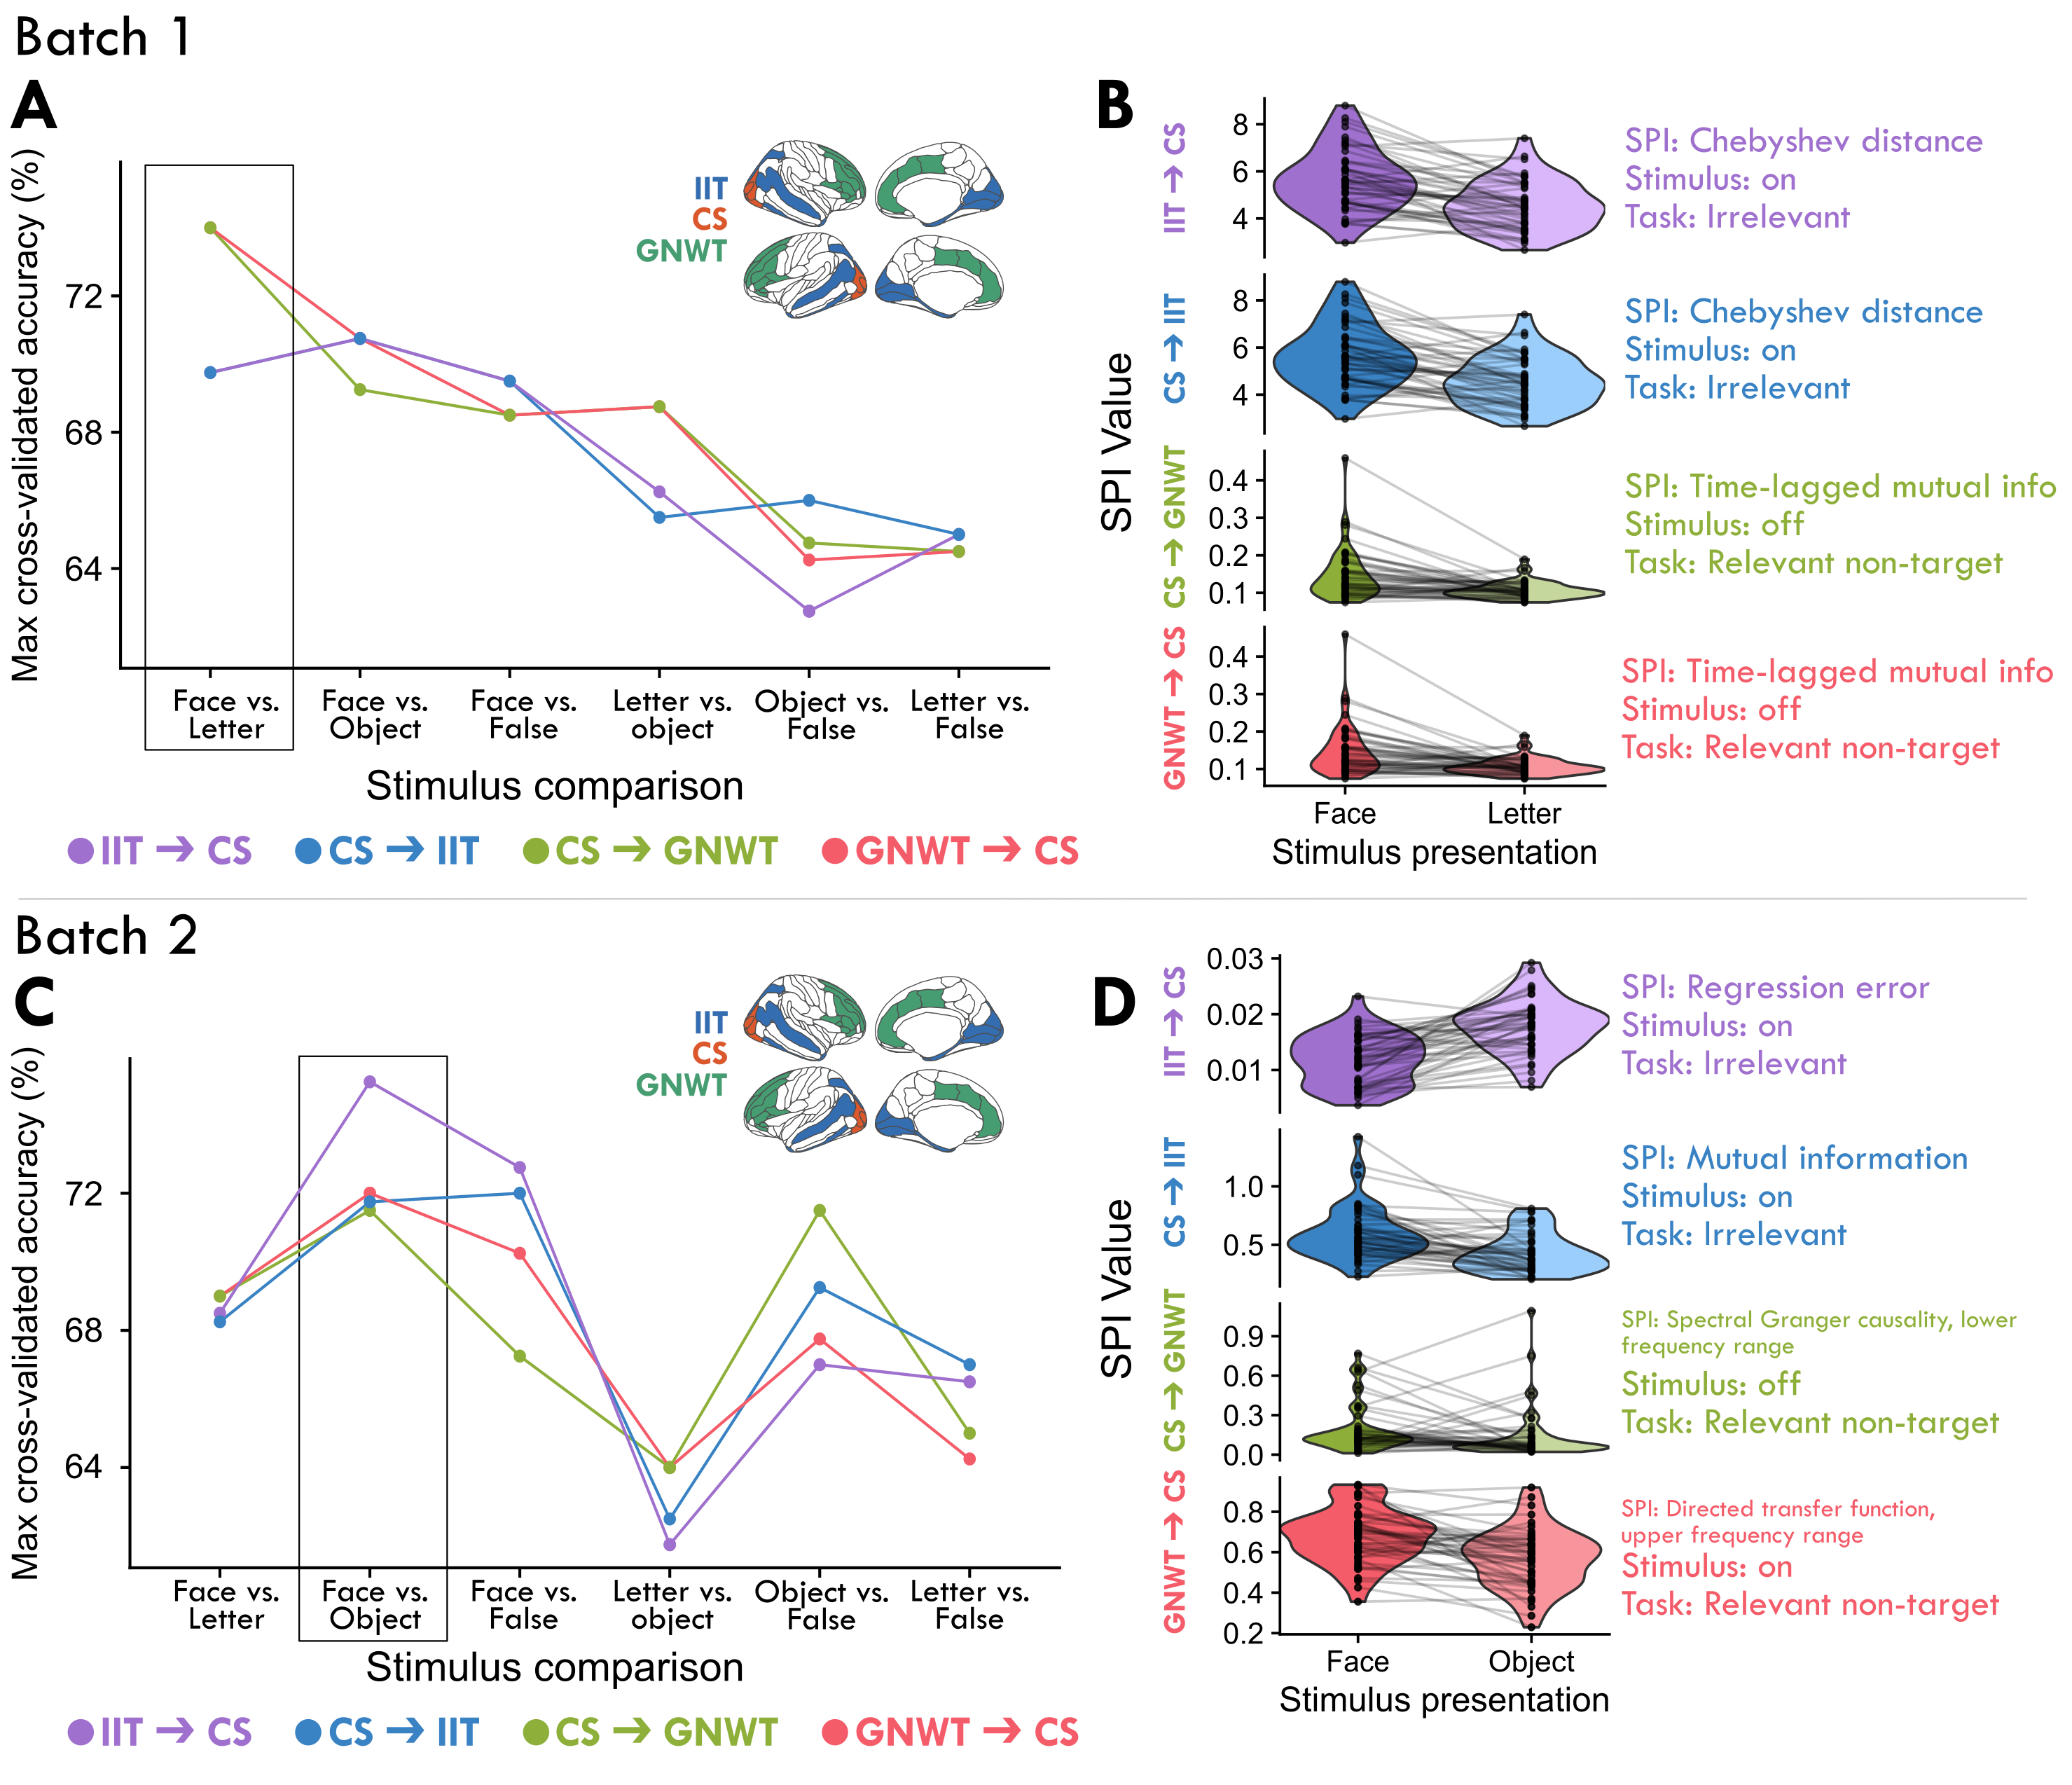 Batch 1
A
Max cross-validated accuracy (%)
72
68
64
IIT
CS
GNWT
Face vs. Letter
Face vs. Object
Face vs. False
Letter vs. object
Object vs. False
Letter vs. False
Stimulus comparison
IIT → CS
CS → IIT
CS → GNWT
GNWT → CS
B
SPI Value
IIT → CS
8
6
4
SPI: Chebyshev distance
Stimulus: on
Task: Irrelevant
CS → IIT
8
6
4
SPI: Chebyshev distance
Stimulus: on
Task: Irrelevant
CS → GNWT
0.4
0.3
0.2
0.1
SPI: Time-lagged mutual info
Stimulus: off
Task: Relevant non-target
GNWT → CS
0.4
0.3
0.2
0.1
SPI: Time-lagged mutual info
Stimulus: off
Task: Relevant non-target
Face
Letter
Stimulus presentation
Batch 2
C
Max cross-validated accuracy (%)
72
68
64
IIT
CS
GNWT
Face vs. Letter
Face vs. Object
Face vs. False
Letter vs. object
Object vs. False
Letter vs. False
Stimulus comparison
IIT → CS
CS → IIT
CS → GNWT
GNWT → CS
D
SPI Value
IIT → CS
0.03
0.02
0.01
SPI: Regression error
Stimulus: on
Task: Irrelevant
CS → IIT
1.0
0.5
SPI: Mutual information
Stimulus: on
Task: Irrelevant
CS → GNWT
0.9
0.6
0.3
0.0
SPI: Spectral Granger causality, lower
frequency range
Stimulus: off
Task: Relevant non-target
GNWT → CS
0.8
0.6
0.4
0.2
SPI: Directed transfer function,
upper frequency range
Stimulus: on
Task: Relevant non-target
Face
Object
Stimulus presentation